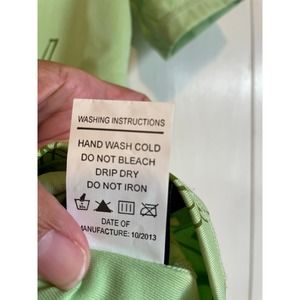 WASHING INSTRUCTIONS
HAND WASH COLD
DO NOT BLEACH
DRIP DRY
DO NOT IRON
DATE OF
MANUFACTURE: 10/2013